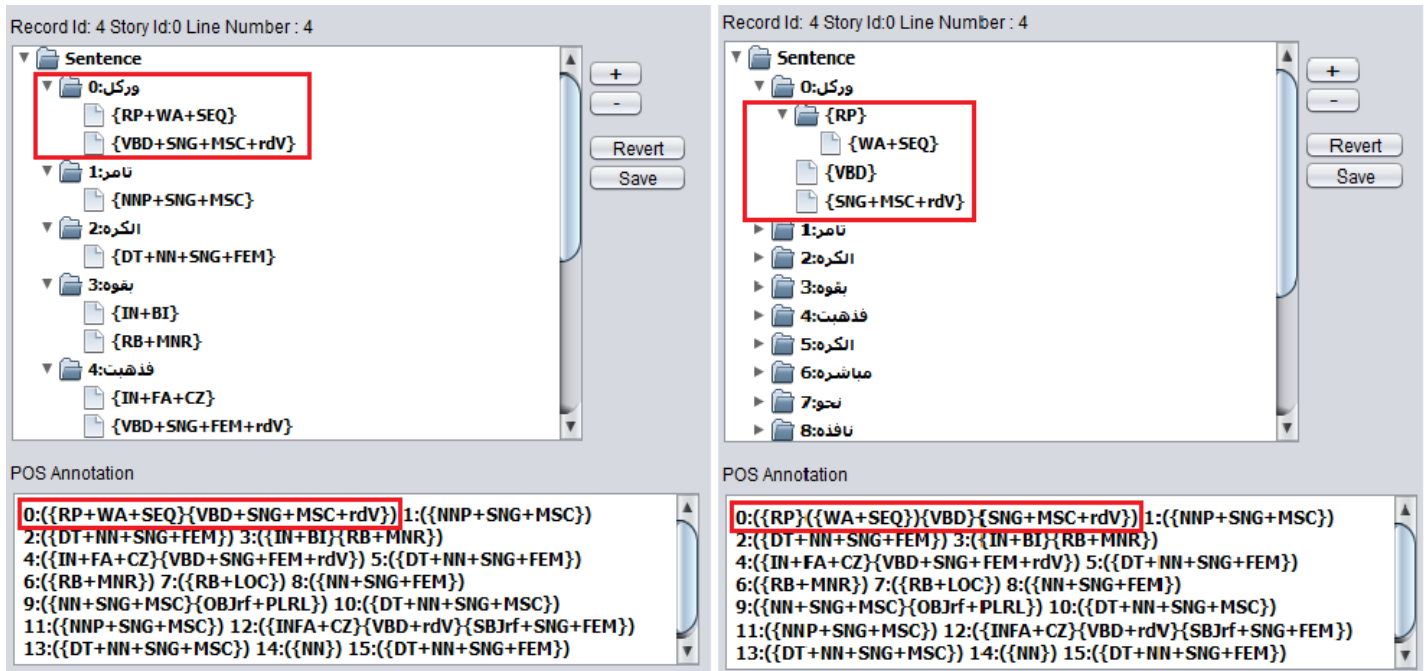 Record Id: 4 Story Id:0 Line Number : 4
Sentence
وركل:0
{RP+WA+SEQ}
{VBD+SNG+MSC+rdV}
تامر:1
{NNP+SNG+MSC}
الكره:2
{DT+NN+SNG+FEM}
بقوه:3
{IN+BI}
{RB+MNR}
فذهبت:4
{IN+FA+CZ}
{VBD+SNG+FEM+rdV}
+
-
Revert
Save
POS Annotation
0:({RP+WA+SEQ}{VBD+SNG+MSC+rdV}) 1:({NNP+SNG+MSC})
2:({DT+NN+SNG+FEM}) 3:({IN+BI}{RB+MNR})
4:({IN+FA+CZ}{VBD+SNG+FEM+rdV}) 5:({DT+NN+SNG+FEM})
6:({RB+MNR}) 7:({RB+LOC}) 8:({NN+SNG+FEM})
9:({NN+SNG+MSC}{OBJrf+PLRL}) 10:({DT+NN+SNG+MSC})
11:({NNP+SNG+MSC}) 12:({INFA+CZ}{VBD+rdV}{SBJrf+SNG+FEM})
13:({DT+NN+SNG+MSC}) 14:({NN}) 15:({DT+NN+SNG+FEM})
Record Id: 4 Story Id:0 Line Number : 4
Sentence
وركل:0
{RP}
{WA+SEQ}
{VBD}
{SNG+MSC+rdV}
تامر:1
الكره:2
بقوه:3
فذهبت:4
الكره:5
مباشره:6
نحو:7
نافذه:8
+
-
Revert
Save
POS Annotation
0:({RP}({WA+SEQ}){VBD}{SNG+MSC+rdV}) 1:({NNP+SNG+MSC})
2:({DT+NN+SNG+FEM}) 3:({IN+BI}{RB+MNR})
4:({IN+FA+CZ}{VBD+SNG+FEM+rdV}) 5:({DT+NN+SNG+FEM})
6:({RB+MNR}) 7:({RB+LOC}) 8:({NN+SNG+FEM})
9:({NN+SNG+MSC}{OBJrf+PLRL}) 10:({DT+NN+SNG+MSC})
11:({NNP+SNG+MSC}) 12:({INFA+CZ}{VBD+rdV}{SBJrf+SNG+FEM})
13:({DT+NN+SNG+MSC}) 14:({NN}) 15:({DT+NN+SNG+FEM})